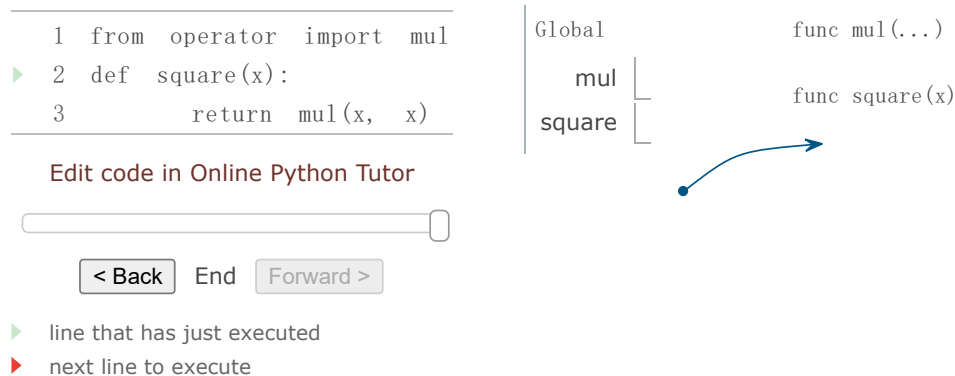 1 from operator import mul
2 def square(x):
3 return mul(x, x)
Edit code in Online Python Tutor
< Back End Forward >
line that has just executed
next line to execute
Global
mul
square
func mul(...)
func square(x)